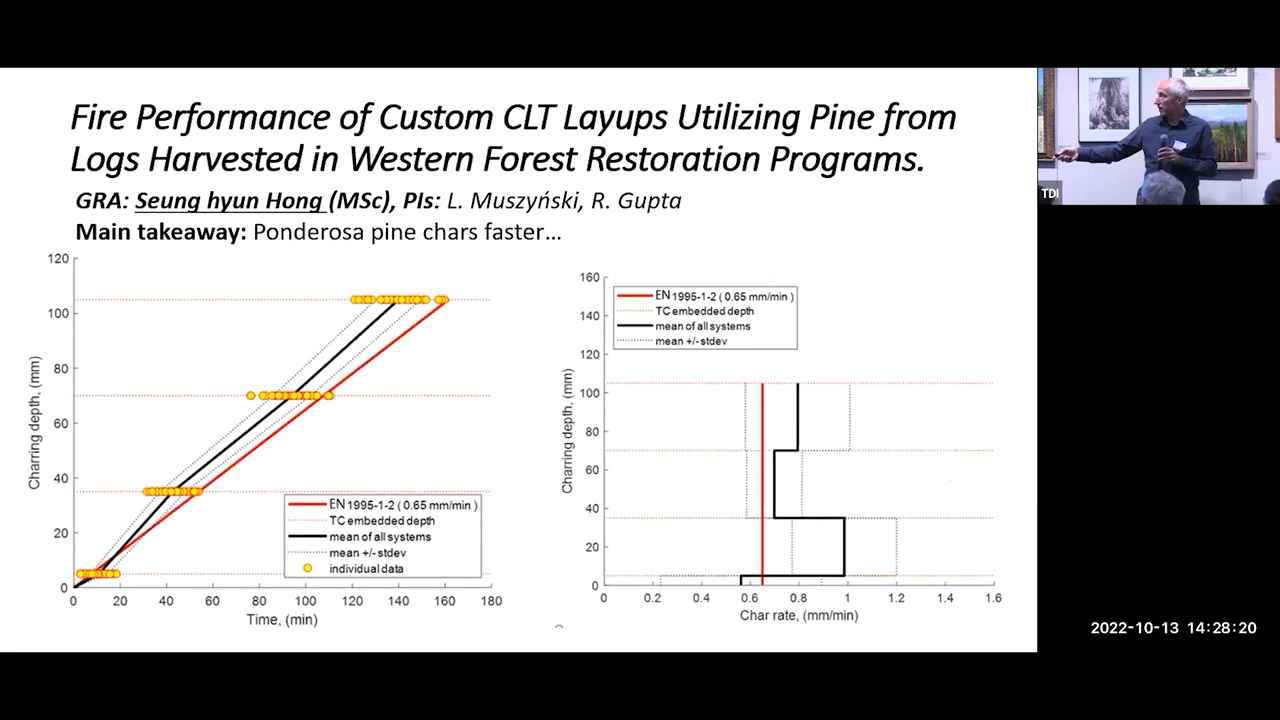 Fire Performance of Custom CLT Layups Utilizing Pine from
Logs Harvested in Western Forest Restoration Programs.
GRA: Seung hyun Hong (MSc), PIs: L. Muszyński, R. Gupta
Main takeaway: Ponderosa pine chars faster…
120
100
80
60
40
20
0
Charring depth, (mm)
0 20 40 60 80 100 120 140 160 180
Time, (min)
EN 1995-1-2 ( 0.65 mm/min )
TC embedded depth
mean of all systems
mean +/- stdev
individual data
160
140
120
100
80
60
40
20
0
Charring depth, (mm)
0 0.2 0.4 0.6 0.8 1 1.2 1.4 1.6
Char rate, (mm/min)
EN 1995-1-2 ( 0.65 mm/min )
TC embedded depth
mean of all systems
mean +/- stdev
TDI
2022-10-13 14:28:20